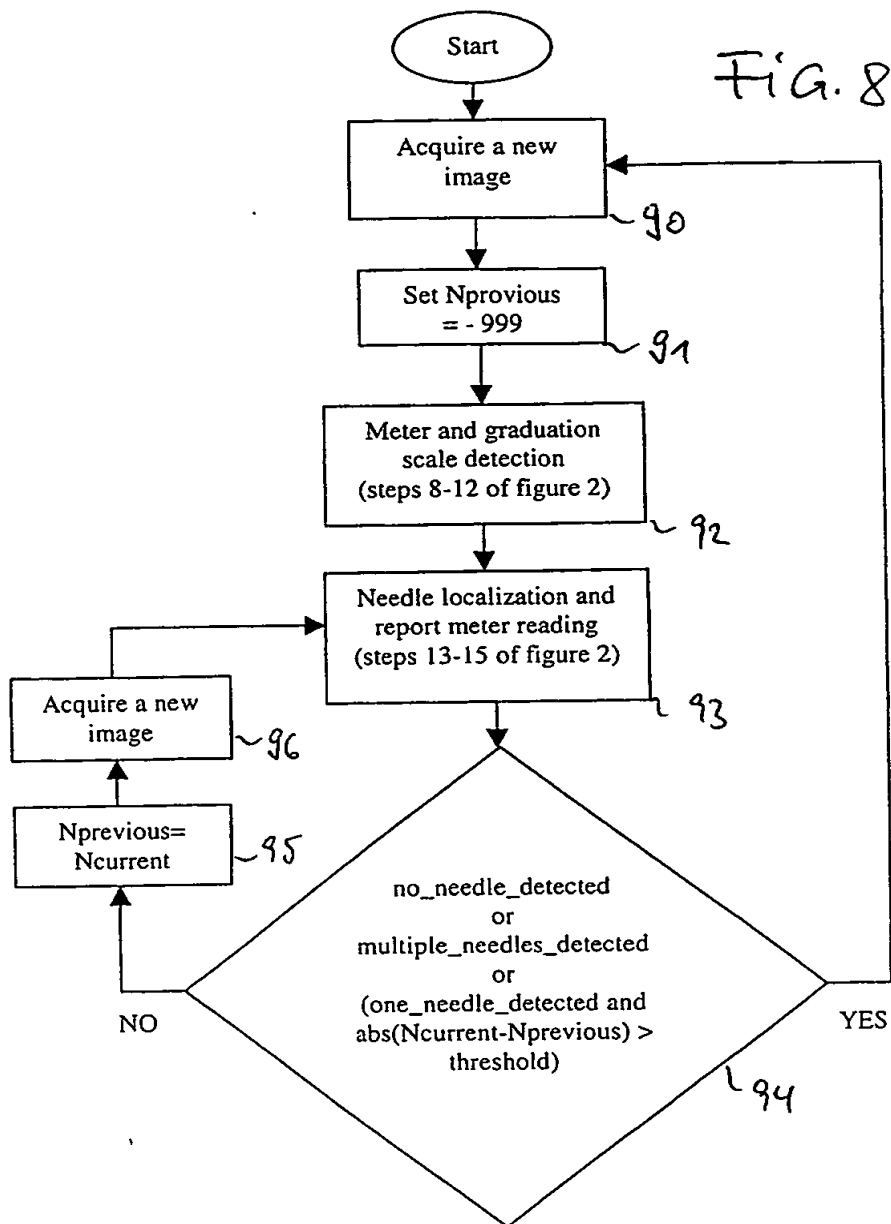 Start
FiG. 8
Acquire a new
image
90
Set Nprovious
= - 999
91
Meter and graduation
scale detection
(steps 8-12 of figure 2)
92
Needle localization and
report meter reading
(steps 13-15 of figure 2)
93
Acquire a new
image
96
Nprevious=
Ncurrent
95
no_needle_detected
or
multiple_needles_detected
or
(one_needle_detected and
abs(Ncurrent-Nprevious) >
threshold)
NO
YES
94